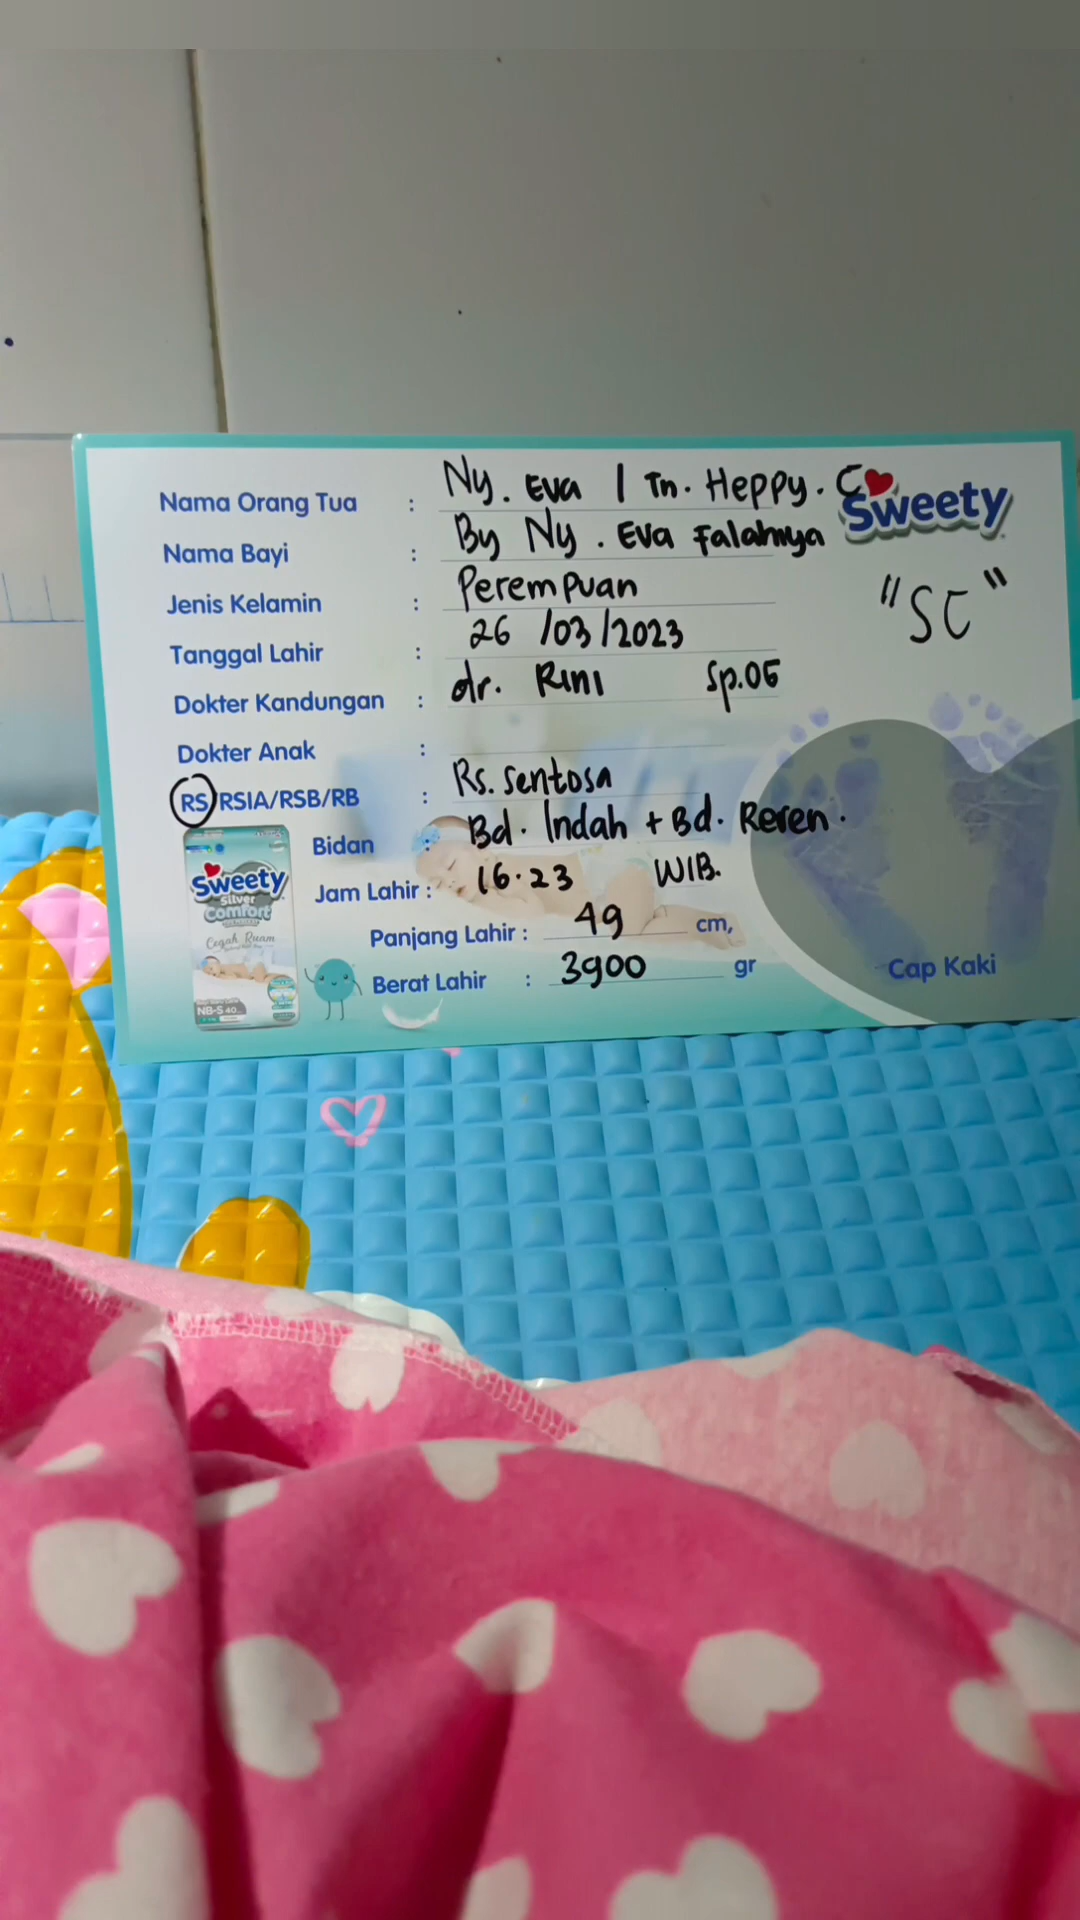 Nama Orang Tua : Ny. Eva / Tn. Heppy. C
Sweety
Nama Bayi : By Ny. Eva Falahnya
Jenis Kelamin : Perempuan
"SC"
Tanggal Lahir : 26/03/2023
Dokter Kandungan : dr. Rini Sp.OG
Dokter Anak :
RS/RSIA/RSB/RB : Rs. Sentosa
Bidan : Bd. Indah + Bd. Reren.
Jam Lahir : 16.23 WIB.
Panjang Lahir : 49 cm,
Berat Lahir : 3900 gr
Cap Kaki
Sweety
Silver
Comfort
Cegah Ruam
NB-S 40